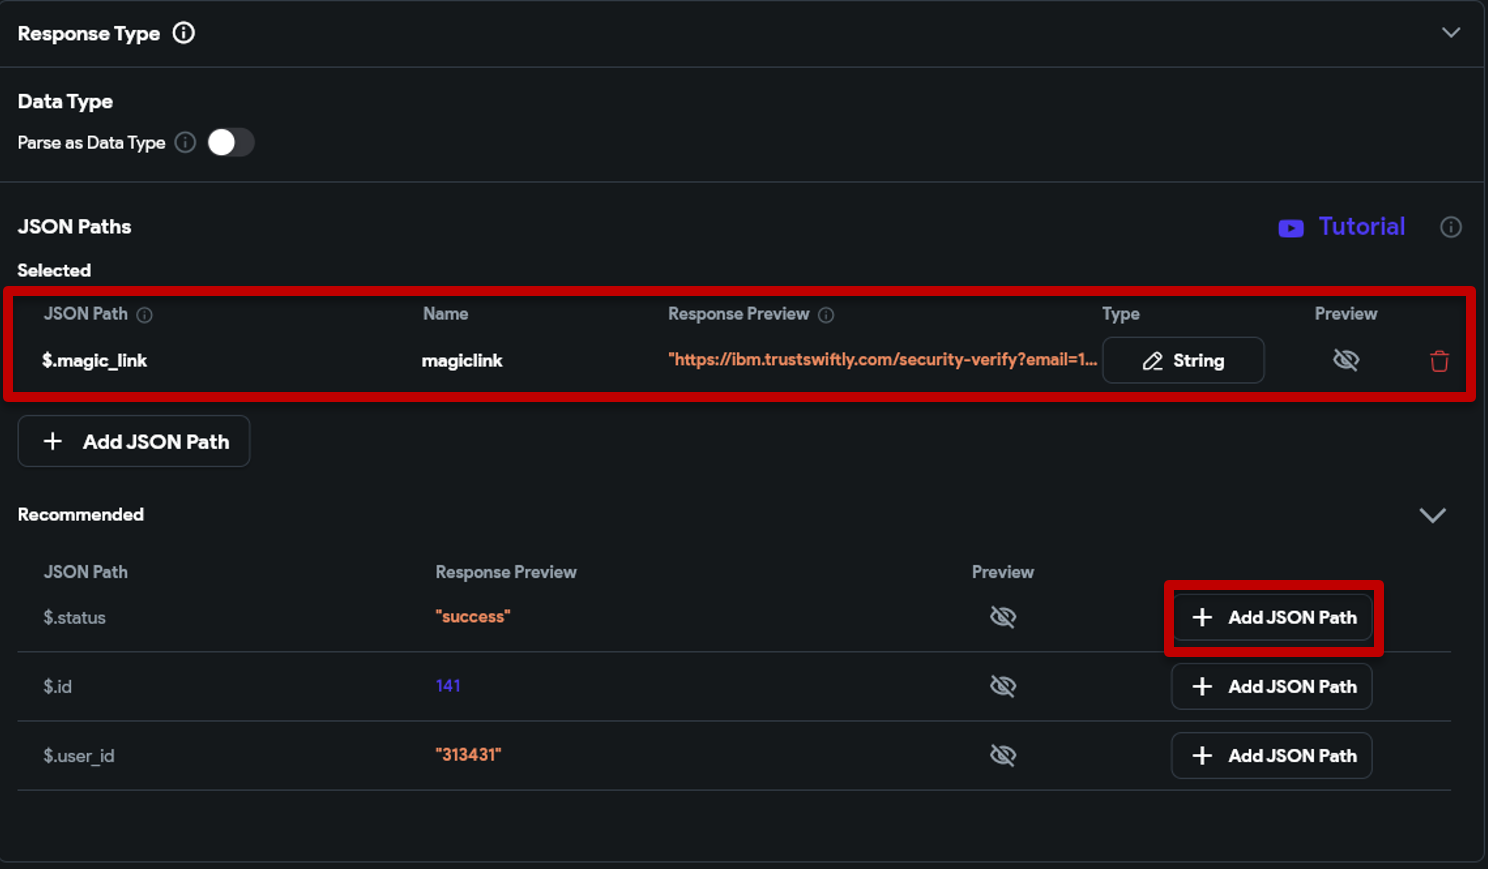 Response Type
Data Type
Parse as Data Type
JSON Paths
Tutorial
Selected
JSON Path Name Response Preview Type Preview
$.magic_link magiclink "https://ibm.trustswiftly.com/security-verify?email=1... String
+ Add JSON Path
Recommended
JSON Path Response Preview Preview
$.status "success" + Add JSON Path
$.id 141 + Add JSON Path
$.user_id "313431" + Add JSON Path